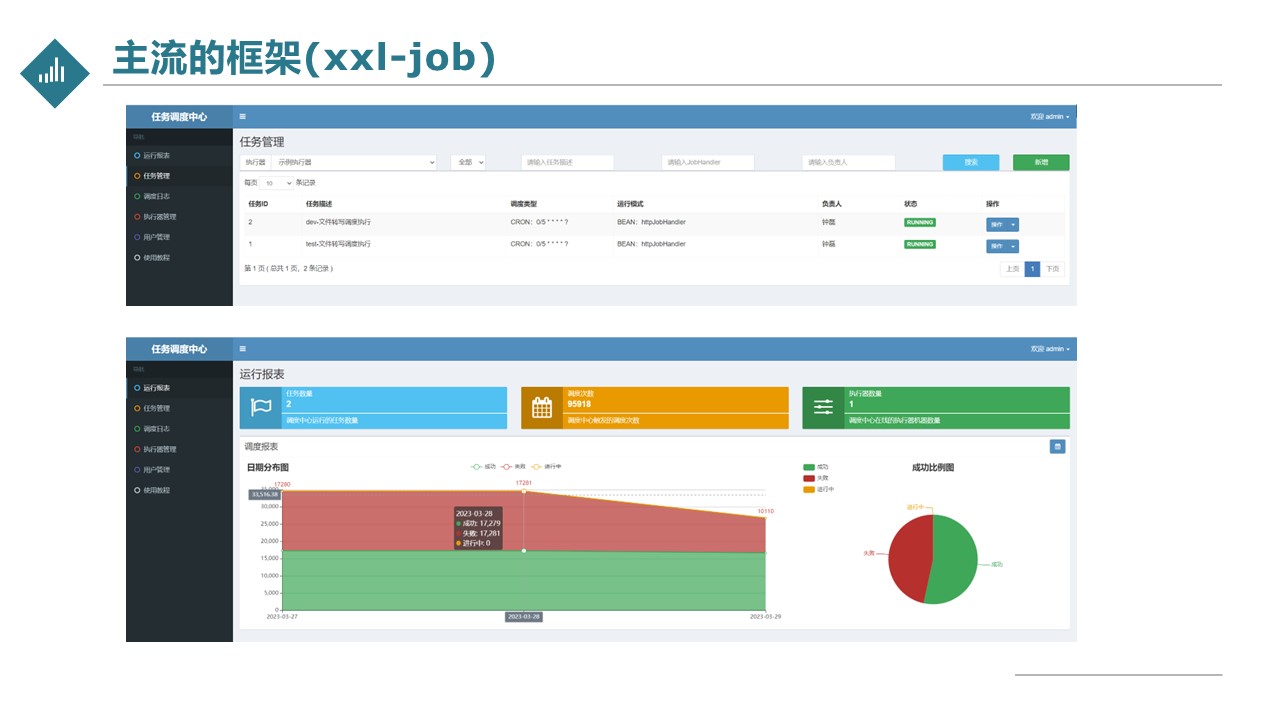 主流的框架(xxl-job)
任务调度中心
欢迎 admin
导航
运行报表
任务管理
调度日志
执行器管理
用户管理
使用教程
任务管理
执行器 示例执行器 全部 请输入任务描述 请输入JobHandler 请输入负责人 搜索 新增
每页 10 条记录
任务ID 任务描述 调度类型 运行模式 负责人 状态 操作
2 dev-文件转写调度执行 CRON：0/5 * * * * ? BEAN：httpJobHandler 钟磊 RUNNING 操作
1 test-文件转写调度执行 CRON：0/5 * * * * ? BEAN：httpJobHandler 钟磊 RUNNING 操作
第 1 页 ( 总共 1 页，2 条记录 ) 上页 1 下页
任务调度中心
欢迎 admin
导航
运行报表
任务管理
调度日志
执行器管理
用户管理
使用教程
运行报表
任务数量
2
调度中心运行的任务数量
调度次数
95918
调度中心触发的调度次数
执行器数量
1
调度中心在线的执行器机器数量
调度报表
日期分布图
成功 失败 进行中
17280
17281
10110
33,516.38
30,000
25,000
20,000
15,000
10,000
5,000
0
2023-03-28
成功: 17,279
失败: 17,281
进行中: 0
2023-03-27 2023-03-28 2023-03-29
成功
失败
进行中
成功比例图
进行中
失败
成功